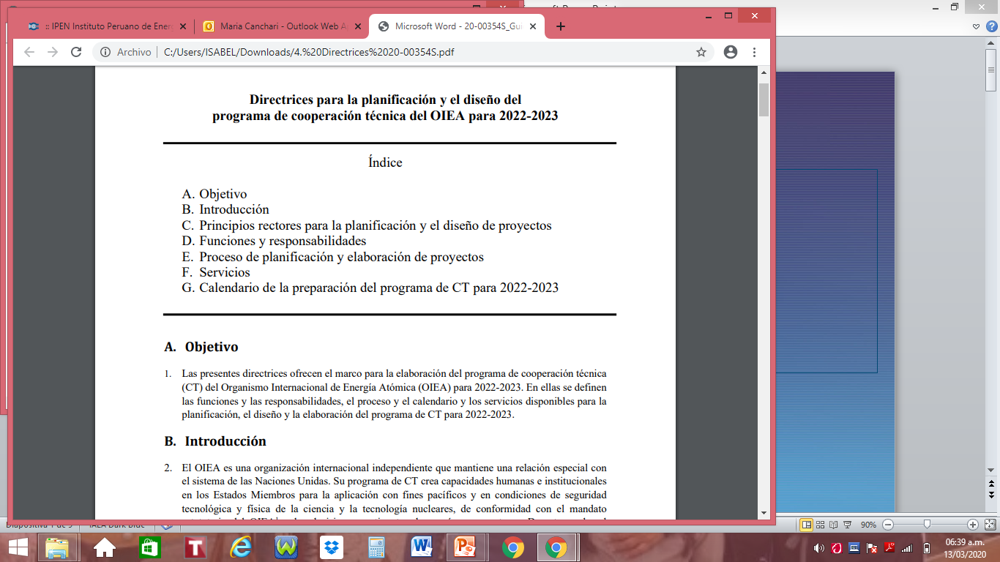 :: IPEN Instituto Peruano de Ener
Maria Canchari - Outlook Web A
Microsoft Word - 20-00354S_Gui
Archivo
C:/Users/ISABEL/Downloads/4.%20Directrices%2020-00354S.pdf
Directrices para la planificación y el diseño del
programa de cooperación técnica del OIEA para 2022-2023
Índice
A. Objetivo
B. Introducción
C. Principios rectores para la planificación y el diseño de proyectos
D. Funciones y responsabilidades
E. Proceso de planificación y elaboración de proyectos
F. Servicios
G. Calendario de la preparación del programa de CT para 2022-2023
A. Objetivo
1. Las presentes directrices ofrecen el marco para la elaboración del programa de cooperación técnica
(CT) del Organismo Internacional de Energía Atómica (OIEA) para 2022-2023. En ellas se definen
las funciones y las responsabilidades, el proceso y el calendario y los servicios disponibles para la
planificación, el diseño y la elaboración del programa de CT para 2022-2023.
B. Introducción
2. El OIEA es una organización internacional independiente que mantiene una relación especial con
el sistema de las Naciones Unidas. Su programa de CT crea capacidades humanas e institucionales
en los Estados Miembros para la aplicación con fines pacíficos y en condiciones de seguridad
tecnológica y física de la ciencia y la tecnología nucleares, de conformidad con el mandato
90%
06:39 a.m.
13/03/2020